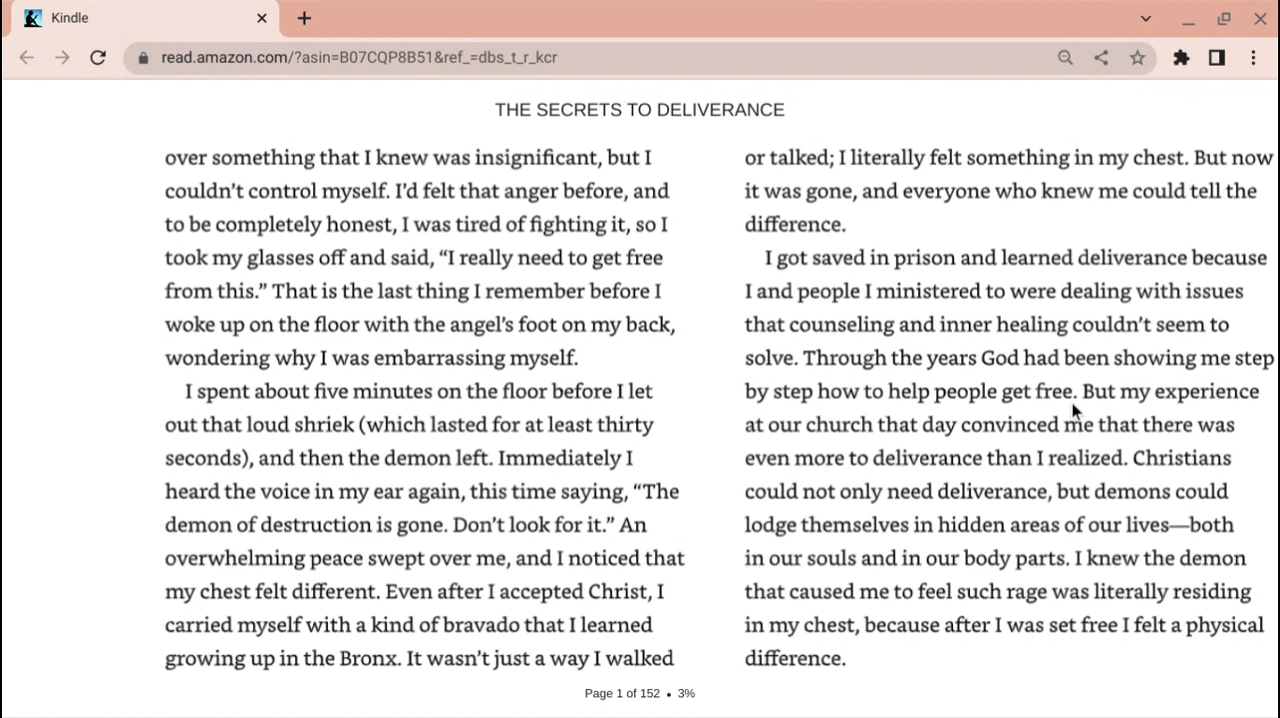 Kindle
read.amazon.com/?asin=B07CQP8B51&ref_=dbs_t_r_kcr
THE SECRETS TO DELIVERANCE
over something that I knew was insignificant, but I
couldn’t control myself. I’d felt that anger before, and
to be completely honest, I was tired of fighting it, so I
took my glasses off and said, “I really need to get free
from this.” That is the last thing I remember before I
woke up on the floor with the angel’s foot on my back,
wondering why I was embarrassing myself.
I spent about five minutes on the floor before I let
out that loud shriek (which lasted for at least thirty
seconds), and then the demon left. Immediately I
heard the voice in my ear again, this time saying, “The
demon of destruction is gone. Don’t look for it.” An
overwhelming peace swept over me, and I noticed that
my chest felt different. Even after I accepted Christ, I
carried myself with a kind of bravado that I learned
growing up in the Bronx. It wasn’t just a way I walked
or talked; I literally felt something in my chest. But now
it was gone, and everyone who knew me could tell the
difference.
I got saved in prison and learned deliverance because
I and people I ministered to were dealing with issues
that counseling and inner healing couldn’t seem to
solve. Through the years God had been showing me step
by step how to help people get free. But my experience
at our church that day convinced me that there was
even more to deliverance than I realized. Christians
could not only need deliverance, but demons could
lodge themselves in hidden areas of our lives—both
in our souls and in our body parts. I knew the demon
that caused me to feel such rage was literally residing
in my chest, because after I was set free I felt a physical
difference.
Page 1 of 152 • 3%